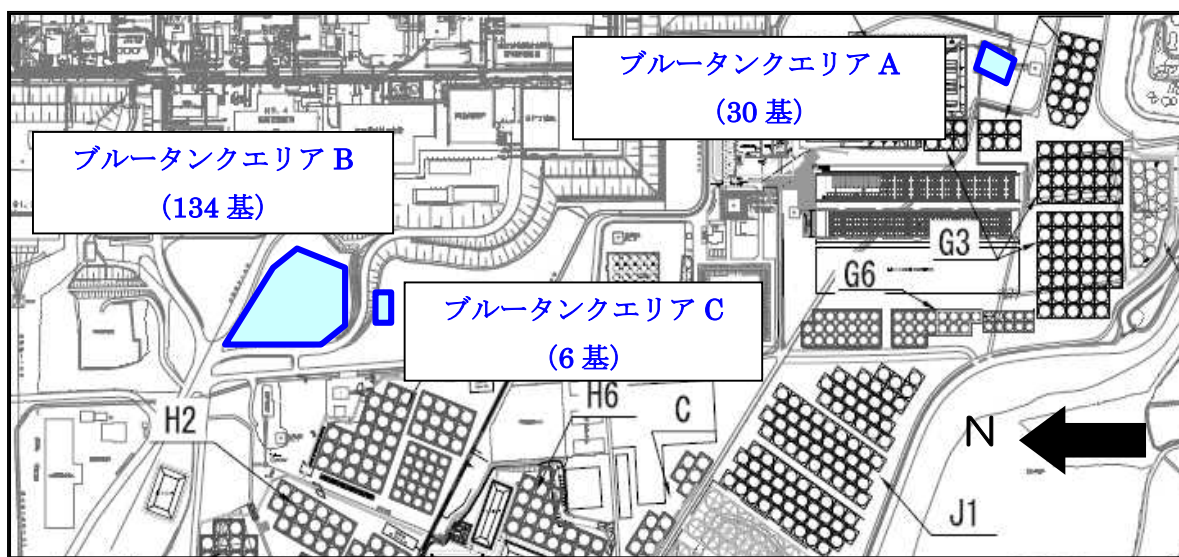 ブルータンクエリア A
(30 基)
ブルータンクエリア B
(134 基)
ブルータンクエリア C
(6 基)
G3
G6
H2
H6
C
N
J1